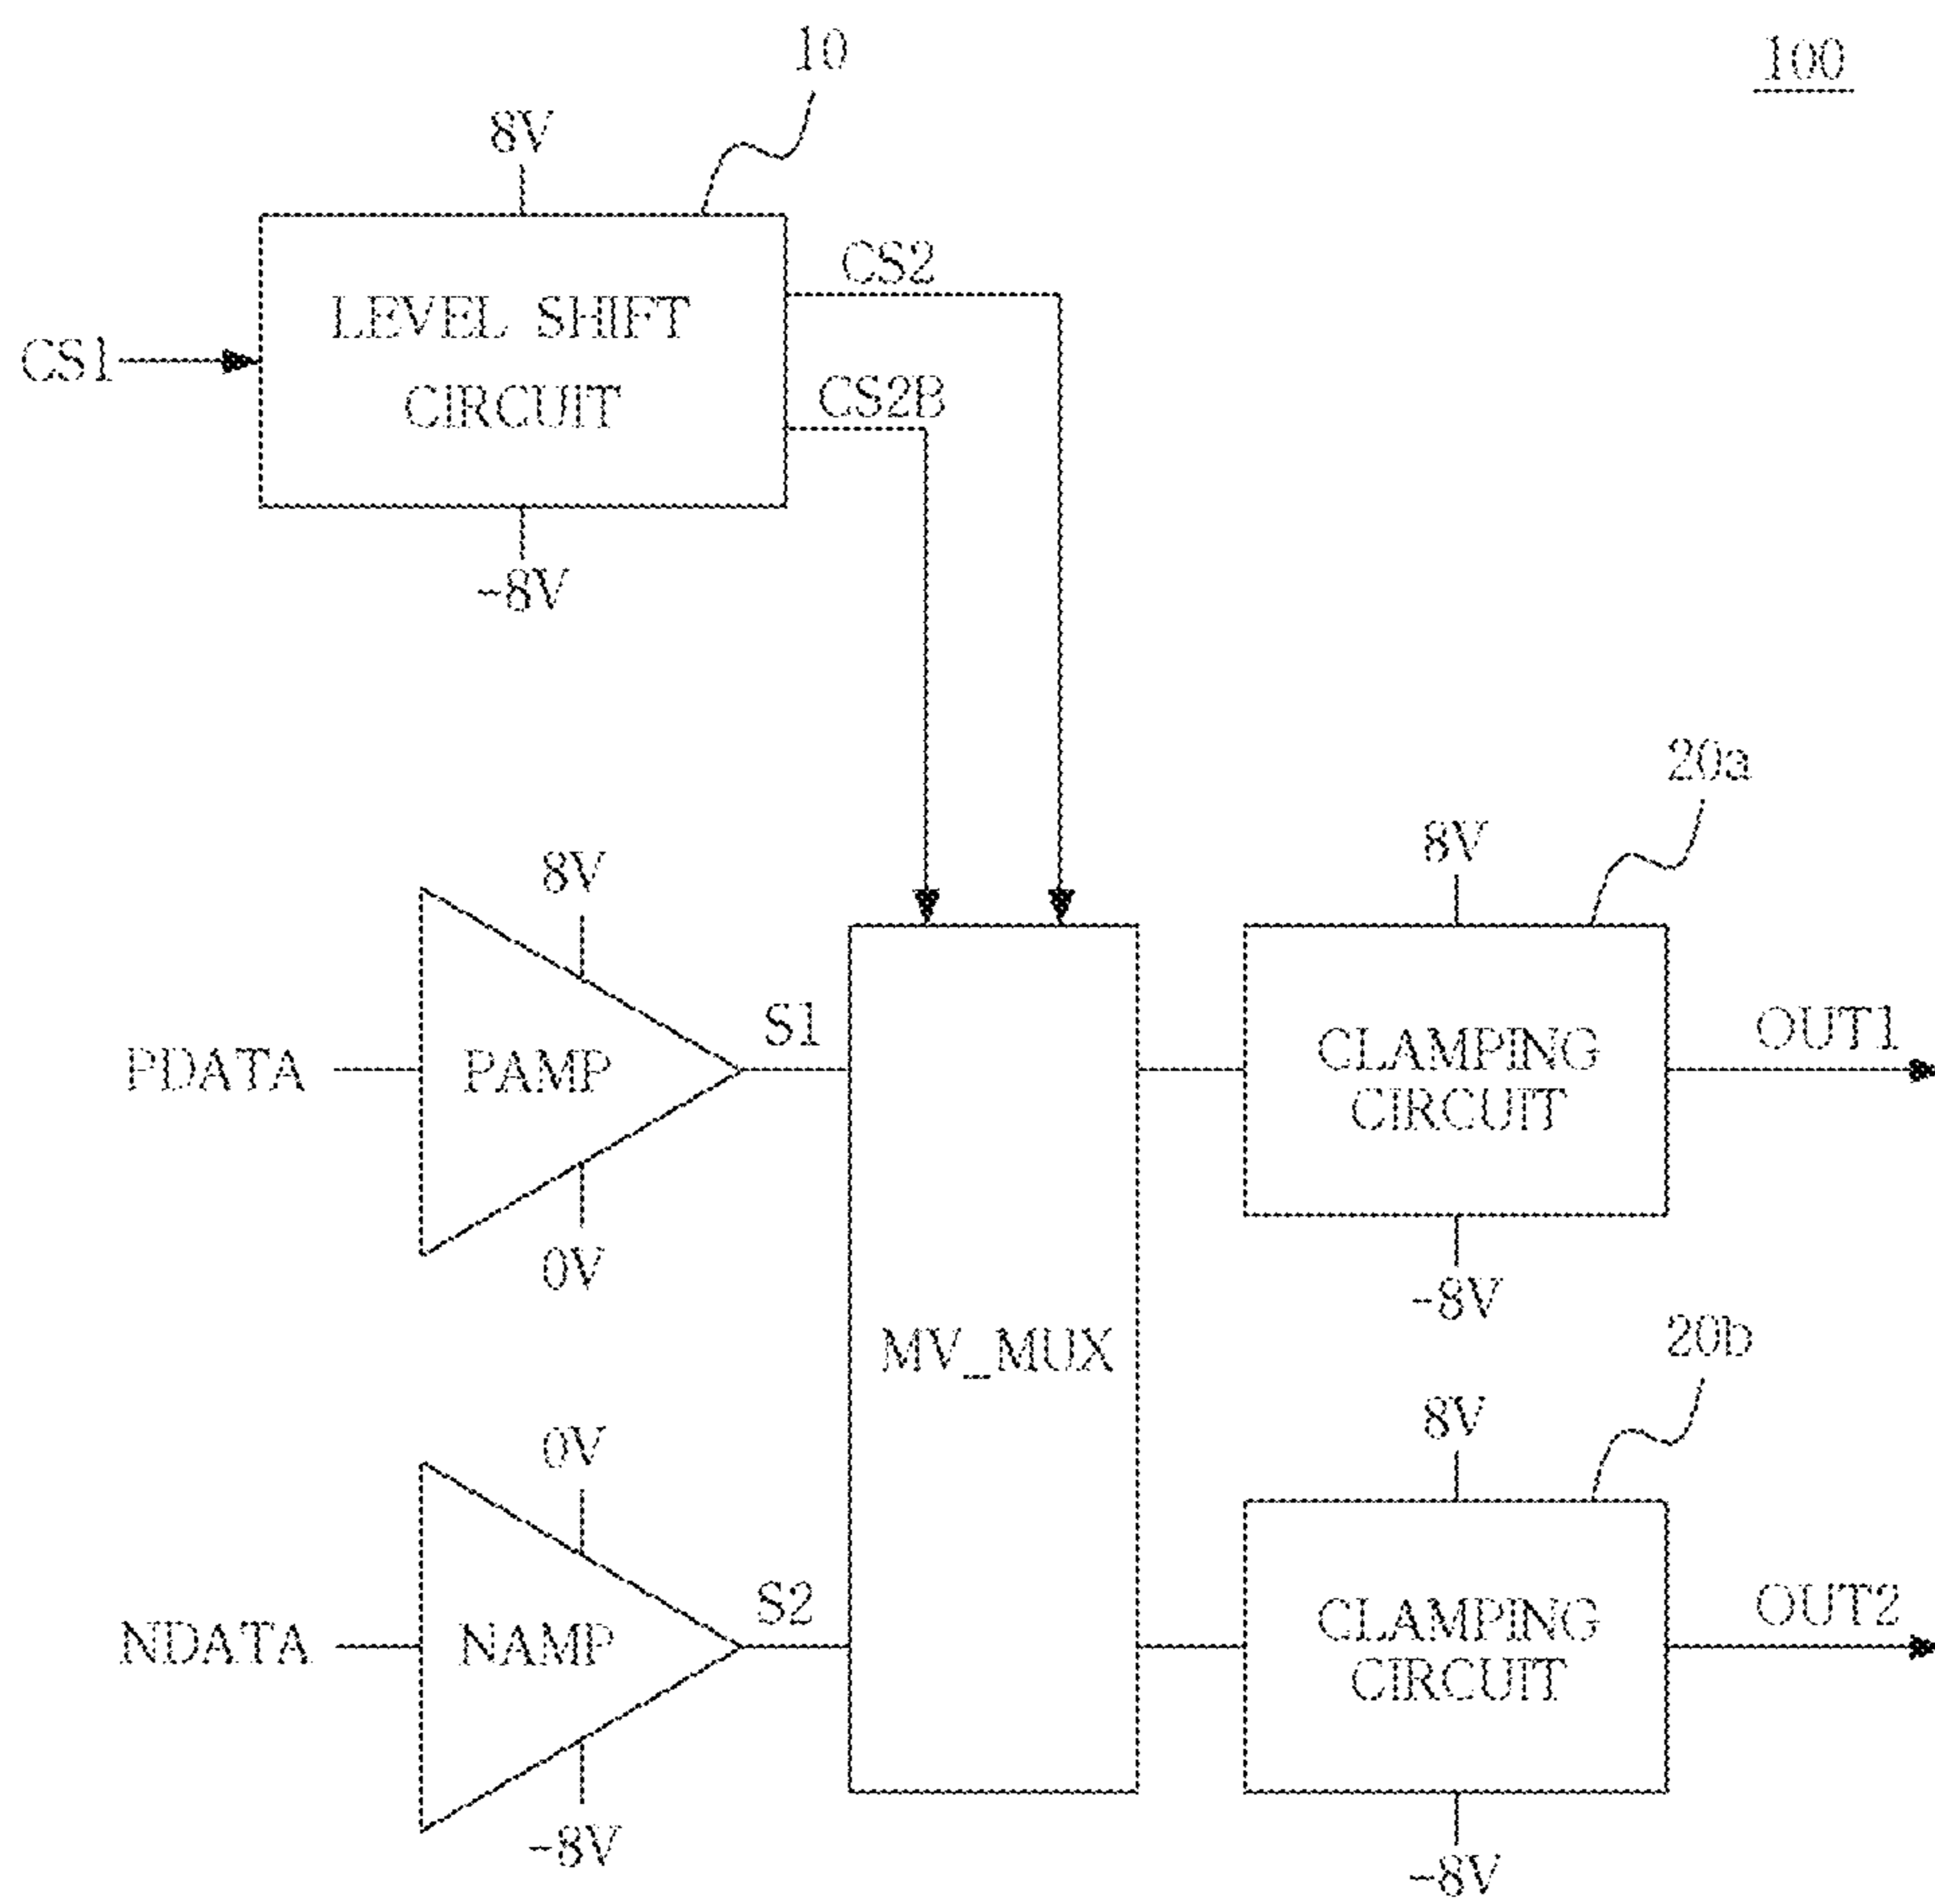 10
100
8V
LEVEL SHIFT
CIRCUIT
CS1
CS2
CS2B
-8V
20a
8V
8V
PDATA
PAMP
S1
CLAMPING
CIRCUIT
OUT1
0V
-8V
MV_MUX
20b
0V
8V
NDATA
NAMP
S2
CLAMPING
CIRCUIT
OUT2
-8V
-8V